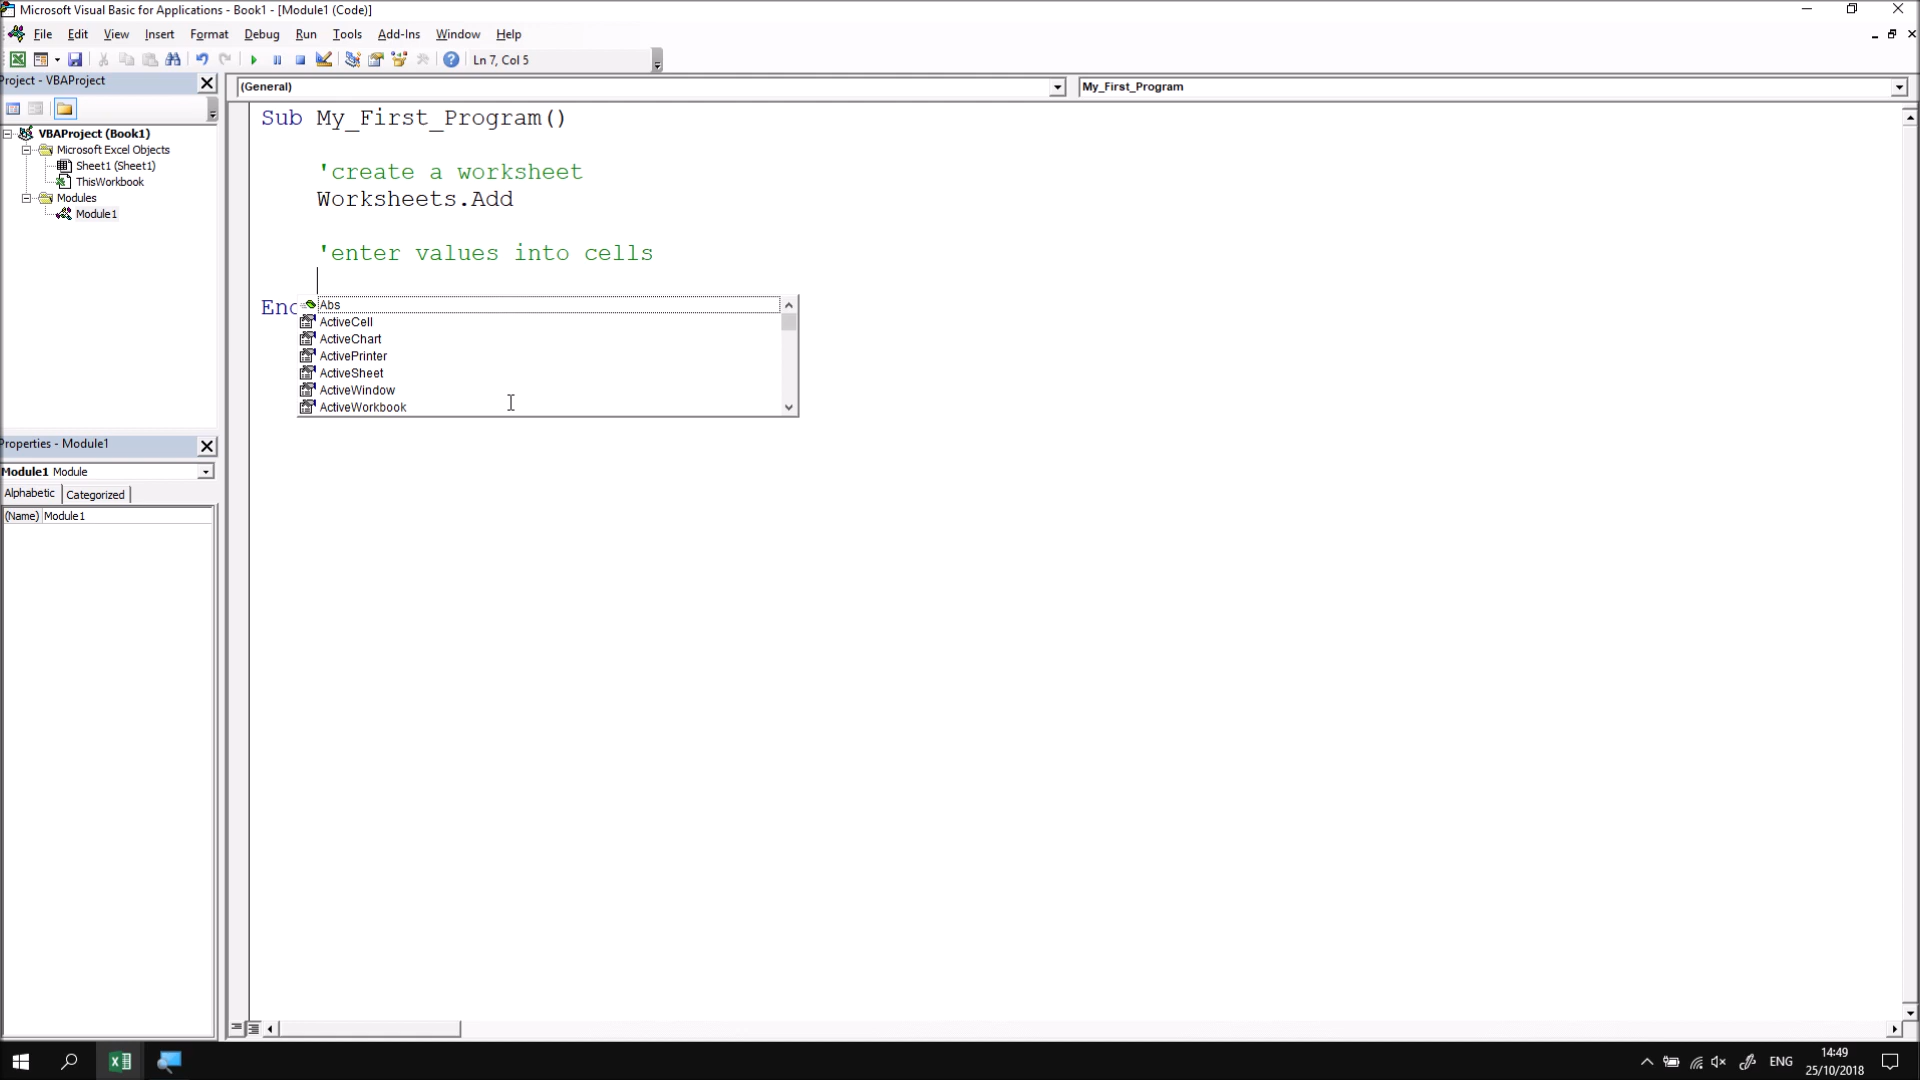 Microsoft Visual Basic for Applications - Book1 - [Module1 (Code)]
File Edit View Insert Format Debug Run Tools Add-Ins Window Help
Ln 7, Col 5
Project - VBAProject
(General)
My_First_Program
VBAProject (Book1)
Microsoft Excel Objects
Sheet1 (Sheet1)
ThisWorkbook
Modules
Module1
Sub My_First_Program()
'create a worksheet
Worksheets.Add
'enter values into cells
Enc
Abs
ActiveCell
ActiveChart
ActivePrinter
ActiveSheet
ActiveWindow
ActiveWorkbook
Properties - Module1
Module1 Module
Alphabetic Categorized
(Name) Module1
ENG
14:49
25/10/2018